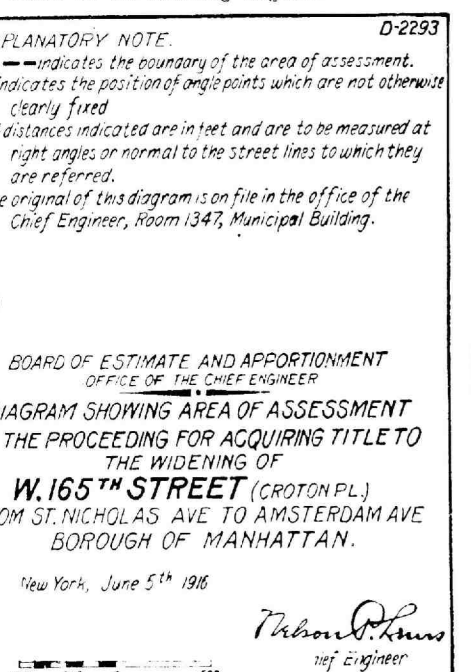 D-2293
PLANATORY NOTE.
indicates the boundary of the area of assessment.
indicates the position of angle points which are not otherwise
clearly fixed
distances indicated are in feet and are to be measured at
right angles or normal to the street lines to which they
are referred.
e original of this diagram is on file in the office of the
Chief Engineer, Room 1347, Municipal Building.
BOARD OF ESTIMATE AND APPORTIONMENT
OFFICE OF THE CHIEF ENGINEER
IAGRAM SHOWING AREA OF ASSESSMENT
THE PROCEEDING FOR ACQUIRING TITLE TO
THE WIDENING OF
W. 165TH STREET (CROTON PL.)
OM ST. NICHOLAS AVE TO AMSTERDAM AVE
BOROUGH OF MANHATTAN.
New York, June 5th 1916
Nelson P. Lewis
hief Engineer